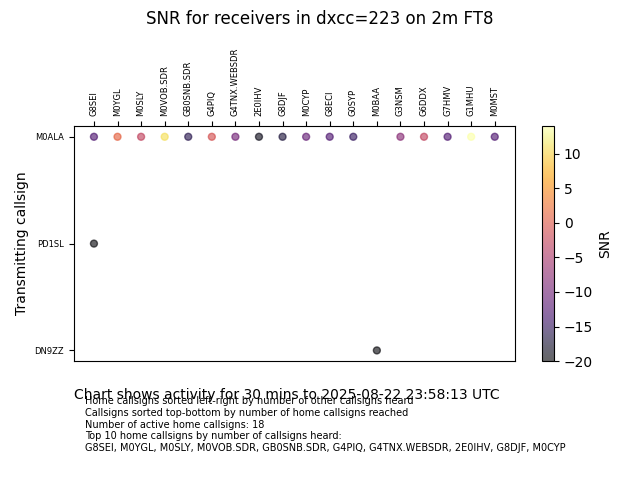 SNR for receivers in dxcc=223 on 2m FT8
G8SEI
M0YGL
M0SLY
M0VOB.SDR
GB0SNB.SDR
G4PIQ
G4TNX.WEBSDR
2E0IHV
G8DJF
M0CYP
G8ECI
G0SYP
M0BAA
G3NSM
G6DDX
G7HMV
G1MHU
M0MST
M0ALA
PD1SL
DN9ZZ
Transmitting callsign
10
5
0
−5
−10
−15
−20
SNR
Chart shows activity for 30 mins to 2025-08-22 23:58:13 UTC
Home callsigns sorted left-right by number of other callsigns heard
Callsigns sorted top-bottom by number of home callsigns reached
Number of active home callsigns: 18
Top 10 home callsigns by number of callsigns heard:
G8SEI, M0YGL, M0SLY, M0VOB.SDR, GB0SNB.SDR, G4PIQ, G4TNX.WEBSDR, 2E0IHV, G8DJF, M0CYP